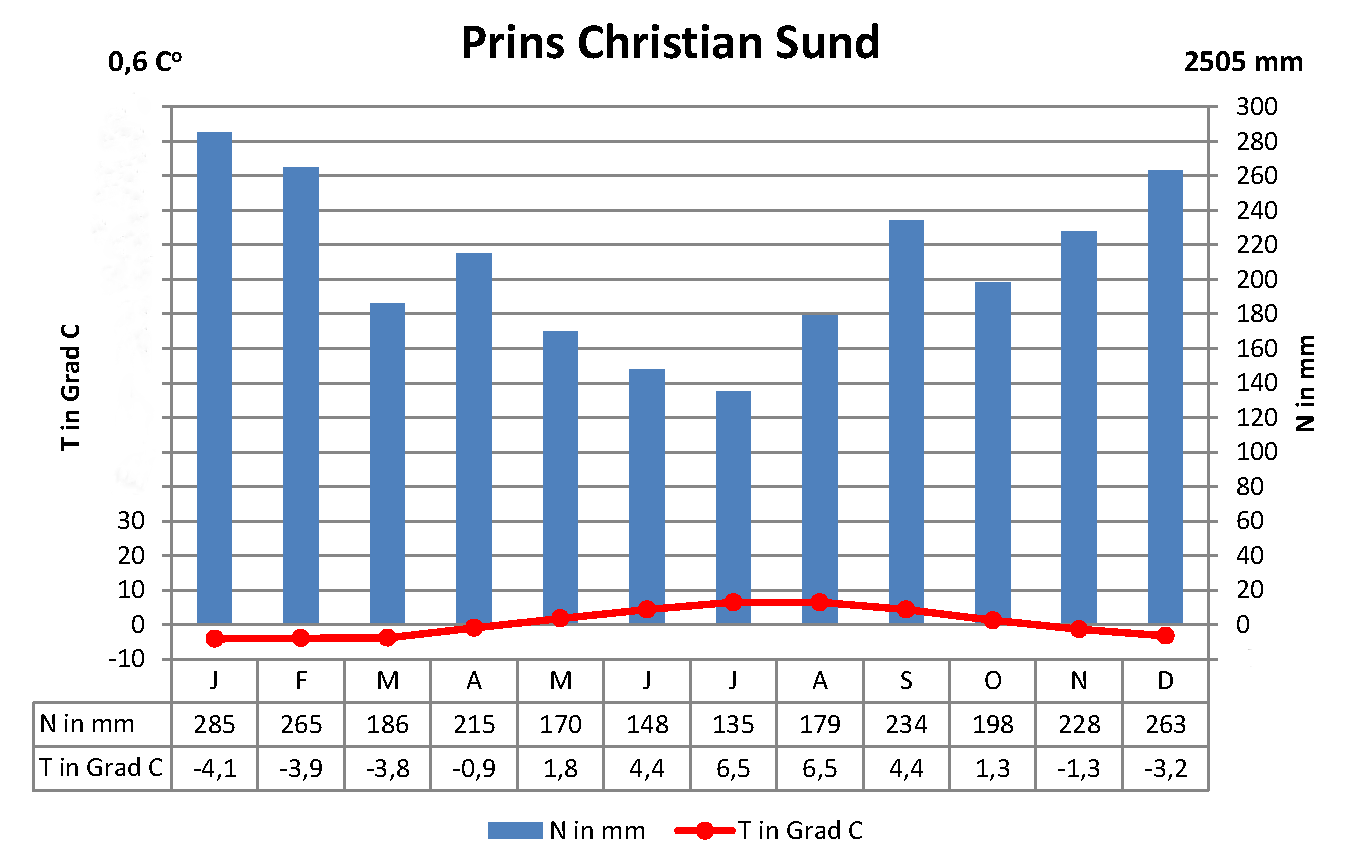 Prins Christian Sund
0,6 Cº
2505 mm
T in Grad C
30
20
10
0
-10
300
280
260
240
220
200
180
160
140
120
100
80
60
40
20
0
N in mm
J F M A M J J A S O N D
N in mm 285 265 186 215 170 148 135 179 234 198 228 263
T in Grad C -4,1 -3,9 -3,8 -0,9 1,8 4,4 6,5 6,5 4,4 1,3 -1,3 -3,2
N in mm T in Grad C